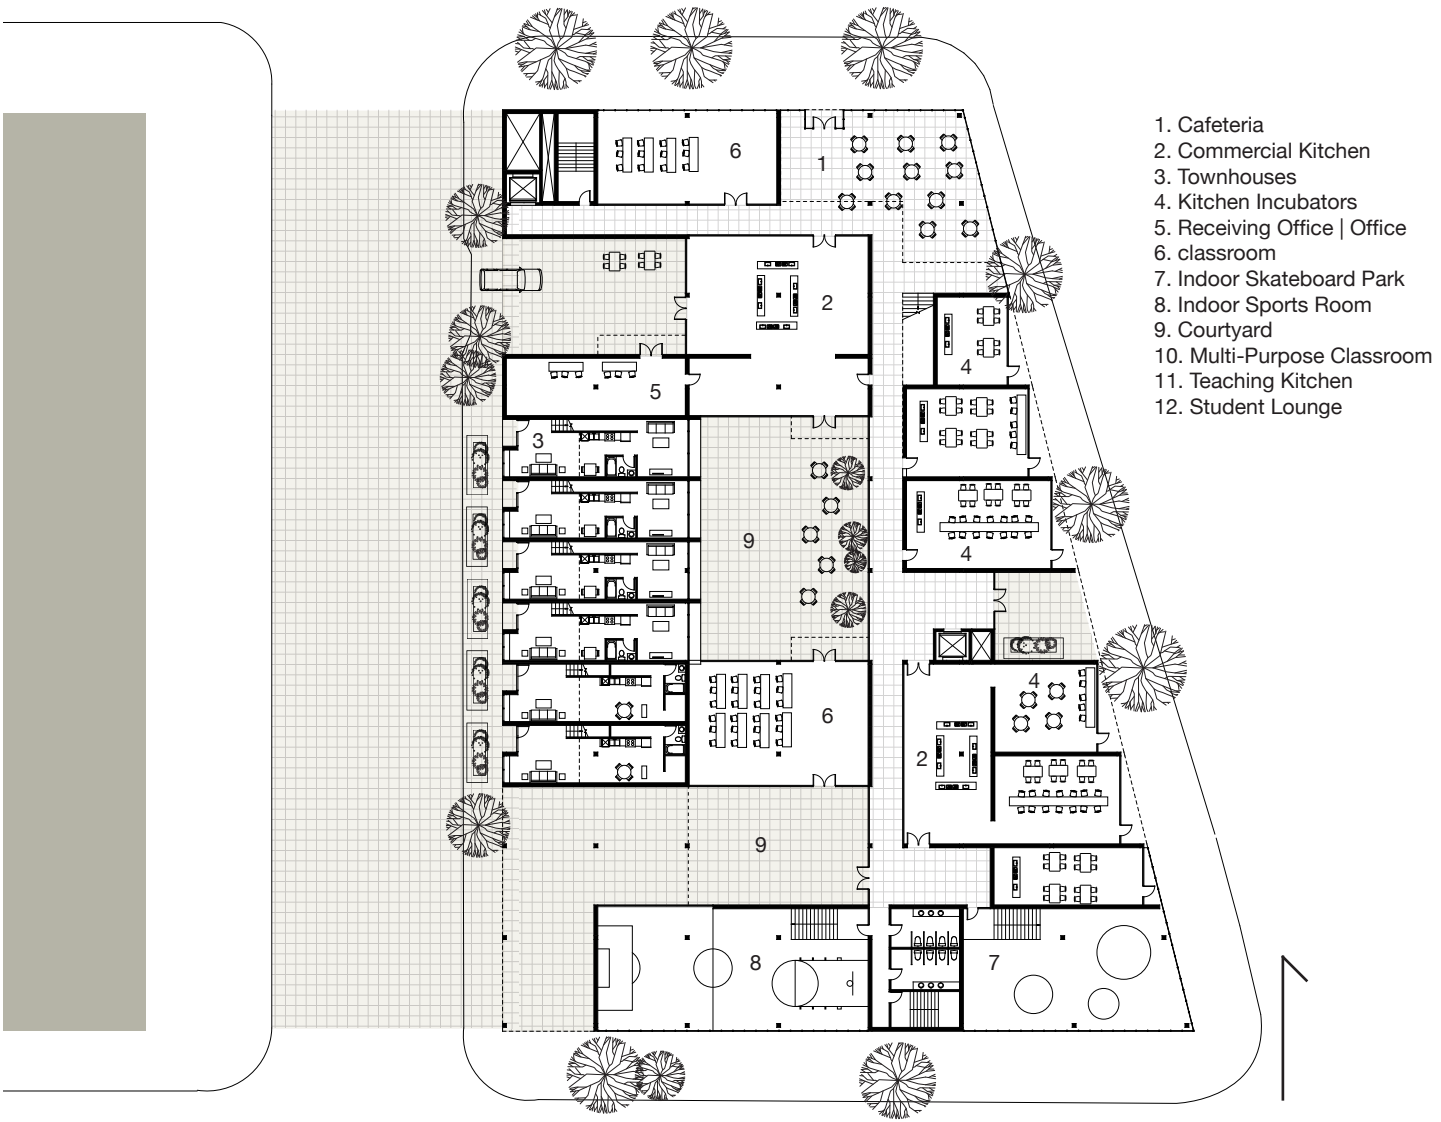 1. Cafeteria
2. Commercial Kitchen
3. Townhouses
4. Kitchen Incubators
5. Receiving Office | Office
6. classroom
7. Indoor Skateboard Park
8. Indoor Sports Room
9. Courtyard
10. Multi-Purpose Classroom
11. Teaching Kitchen
12. Student Lounge
6
1
2
4
5
3
9
4
4
6
2
9
8
7